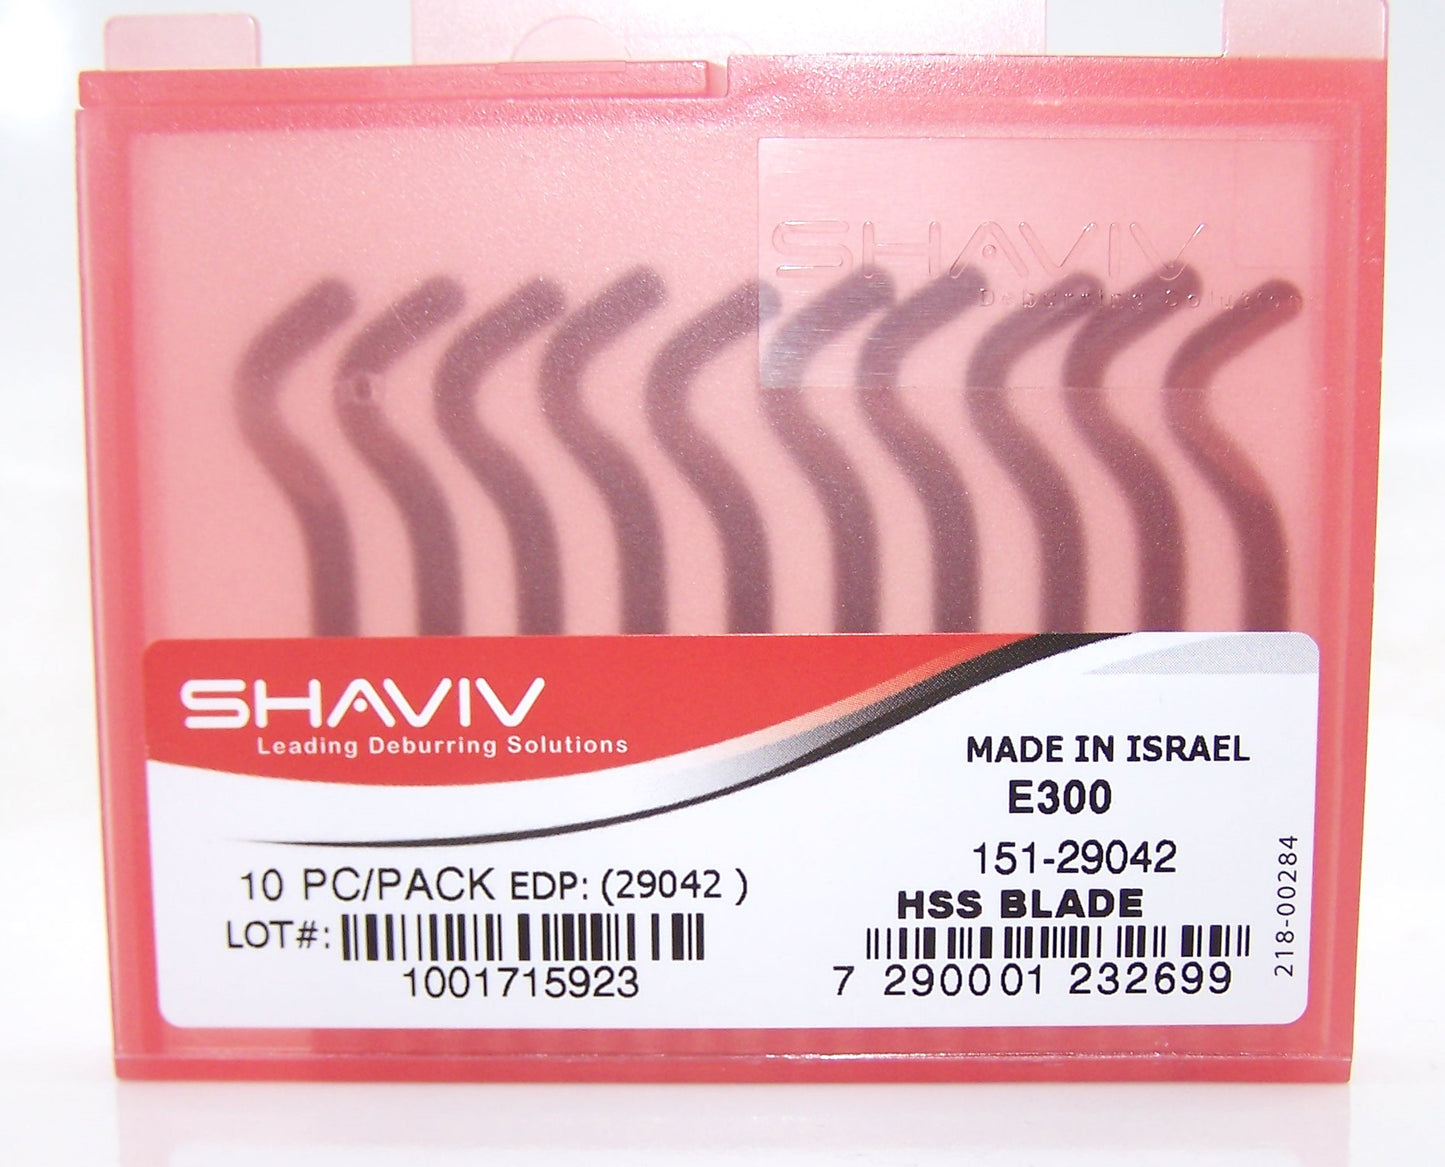 SHAVIV
Deburring Solutions
SHAVIV
Leading Deburring Solutions
MADE IN ISRAEL
E300
151-29042
HSS BLADE
7 290001 232699
10 PC/PACK EDP: (29042 )
LOT#:
1001715923
218-00284